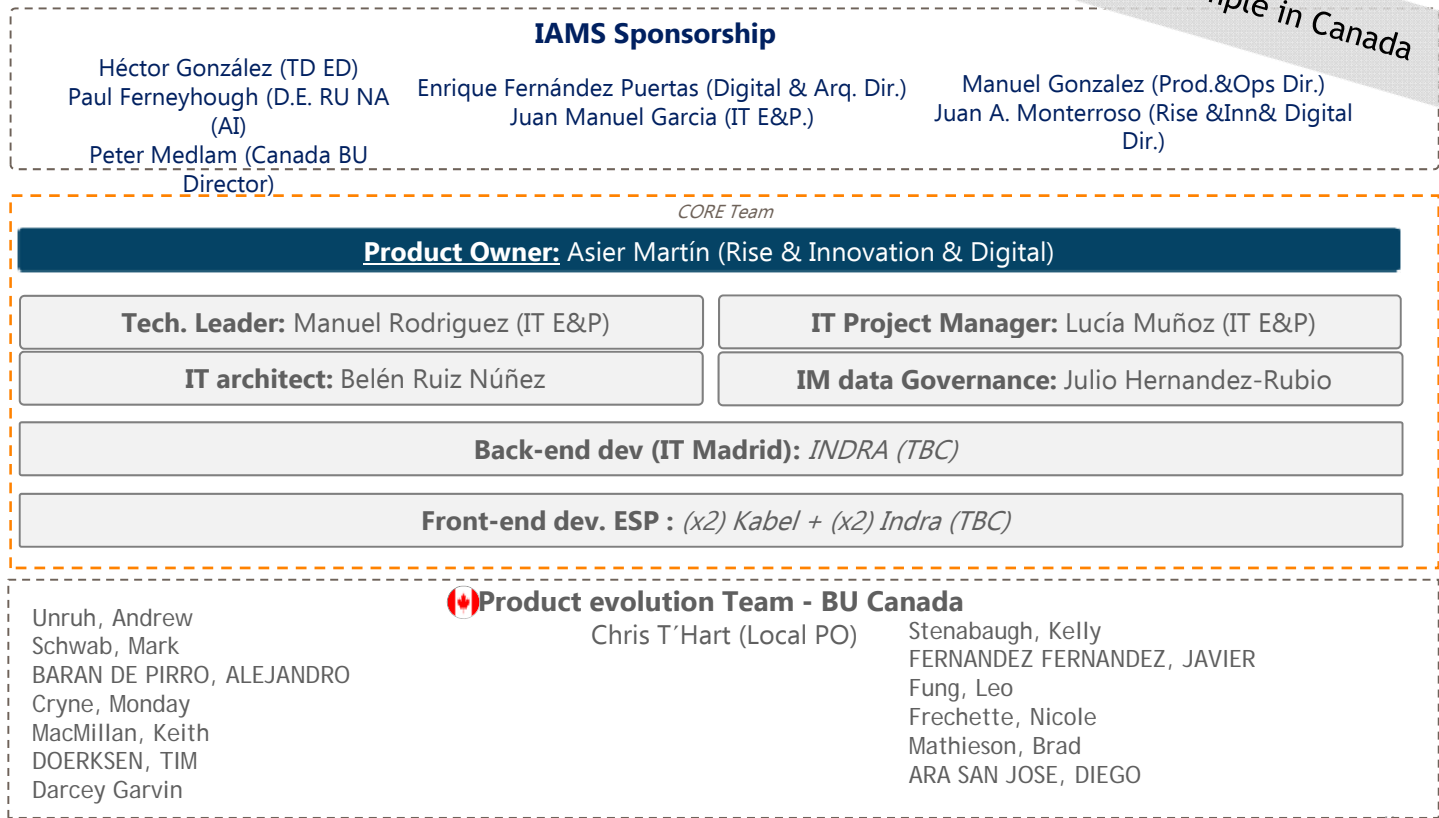 mple in Canada
IAMS Sponsorship
Héctor González (TD ED)
Paul Ferneyhough (D.E. RU NA
(AI)
Peter Medlam (Canada BU
Director)
Enrique Fernández Puertas (Digital & Arq. Dir.)
Juan Manuel Garcia (IT E&P.)
Manuel Gonzalez (Prod.&Ops Dir.)
Juan A. Monterroso (Rise &Inn& Digital
Dir.)
CORE Team
Product Owner: Asier Martín (Rise & Innovation & Digital)
Tech. Leader: Manuel Rodriguez (IT E&P)
IT Project Manager: Lucía Muñoz (IT E&P)
IT architect: Belén Ruiz Núñez
IM data Governance: Julio Hernandez-Rubio
Back-end dev (IT Madrid): INDRA (TBC)
Front-end dev. ESP : (x2) Kabel + (x2) Indra (TBC)
Product evolution Team - BU Canada
Chris T´Hart (Local PO)
Unruh, Andrew
Schwab, Mark
BARAN DE PIRRO, ALEJANDRO
Cryne, Monday
MacMillan, Keith
DOERKSEN, TIM
Darcey Garvin
Stenabaugh, Kelly
FERNANDEZ FERNANDEZ, JAVIER
Fung, Leo
Frechette, Nicole
Mathieson, Brad
ARA SAN JOSE, DIEGO